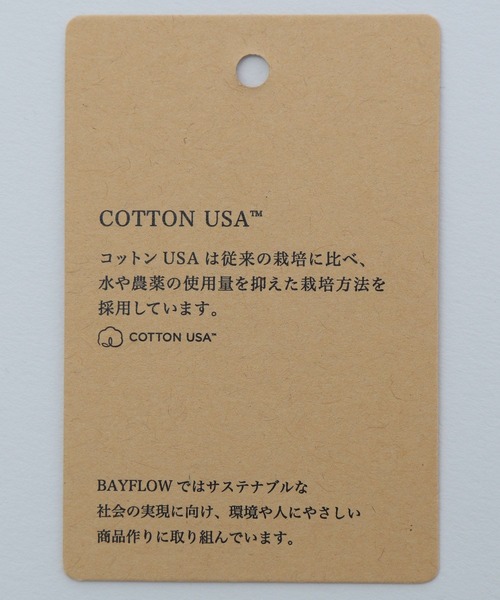 COTTON USA™
コットン USA は従来の栽培に比べ、
水や農薬の使用量を抑えた栽培方法を
採用しています。
COTTON USA™
BAYFLOW ではサステナブルな
社会の実現に向け、環境や人にやさしい
商品作りに取り組んでいます。